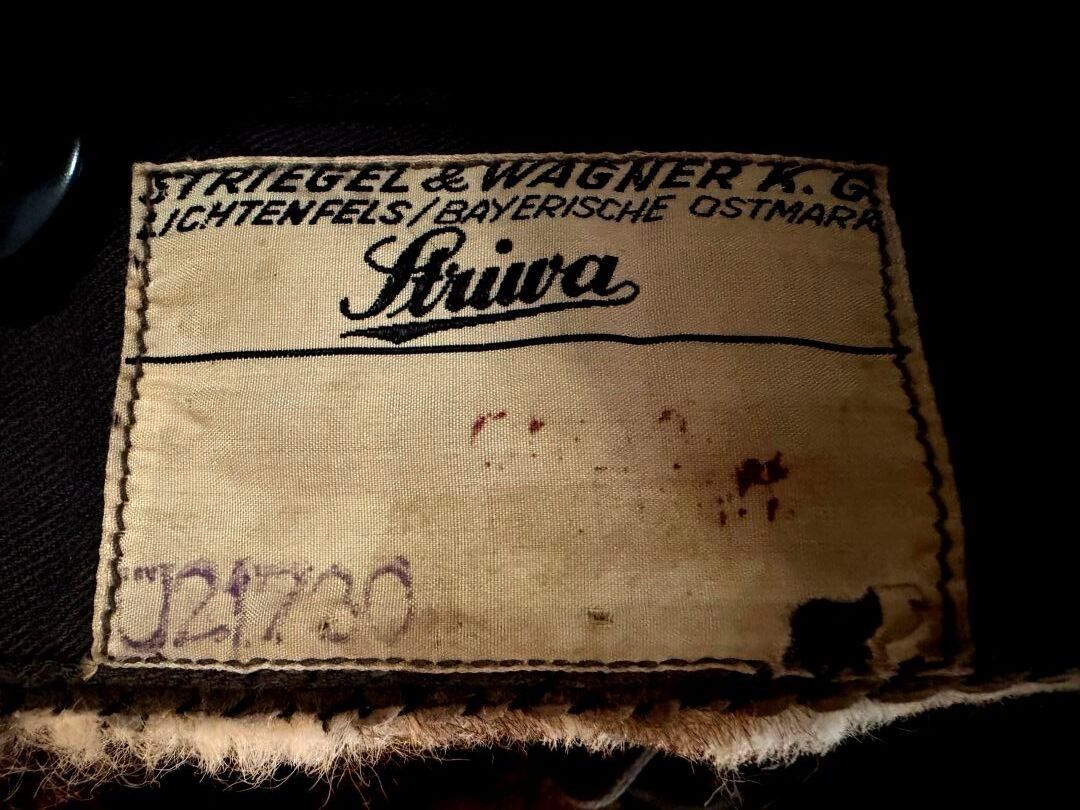 STRIEGEL & WAGNER K.G.
LICHTENFELS/BAYERISCHE OSTMARK
Striwa
J21730